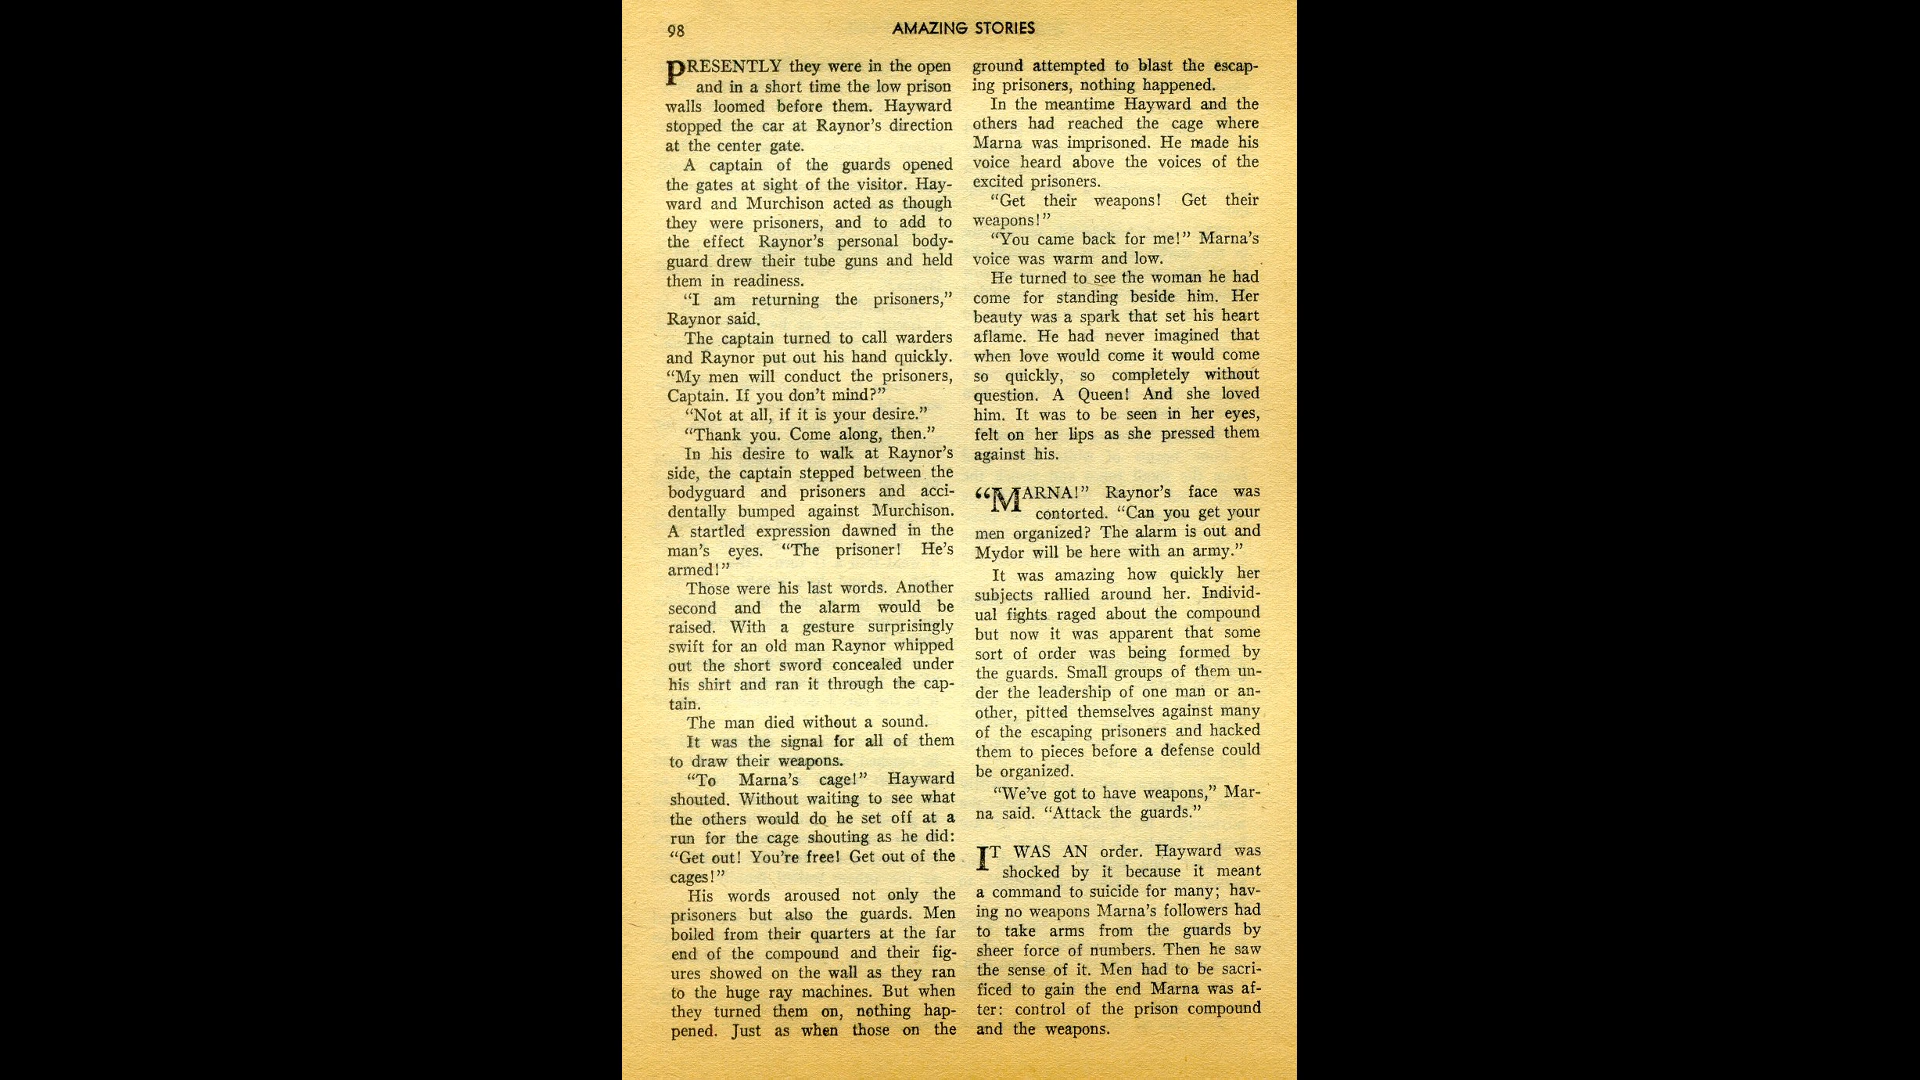 98
AMAZING STORIES
PRESENTLY they were in the open
and in a short time the low prison
walls loomed before them. Hayward
stopped the car at Raynor's direction
at the center gate.
A captain of the guards opened
the gates at sight of the visitor. Hay-
ward and Murchison acted as though
they were prisoners, and to add to
the effect Raynor's personal body-
guard drew their tube guns and held
them in readiness.
"I am returning the prisoners,"
Raynor said.
The captain turned to call warders
and Raynor put out his hand quickly.
"My men will conduct the prisoners,
Captain. If you don't mind?"
"Not at all, if it is your desire."
"Thank you. Come along, then."
In his desire to walk at Raynor's
side, the captain stepped between the
bodyguard and prisoners and acci-
dentally bumped against Murchison.
A startled expression dawned in the
man's eyes. "The prisoner! He's
armed!"
Those were his last words. Another
second and the alarm would be
raised. With a gesture surprisingly
swift for an old man Raynor whipped
out the short sword concealed under
his shirt and ran it through the cap-
tain.
The man died without a sound.
It was the signal for all of them
to draw their weapons.
"To Marna's cage!" Hayward
shouted. Without waiting to see what
the others would do he set off at a
run for the cage shouting as he did:
"Get out! You're free! Get out of the
cages!"
His words aroused not only the
prisoners but also the guards. Men
boiled from their quarters at the far
end of the compound and their fig-
ures showed on the wall as they ran
to the huge ray machines. But when
they turned them on, nothing hap-
pened. Just as when those on the
ground attempted to blast the escap-
ing prisoners, nothing happened.
In the meantime Hayward and the
others had reached the cage where
Marna was imprisoned. He made his
voice heard above the voices of the
excited prisoners.
"Get their weapons! Get their
weapons!"
"You came back for me!" Marna's
voice was warm and low.
He turned to see the woman he had
come for standing beside him. Her
beauty was a spark that set his heart
aflame. He had never imagined that
when love would come it would come
so quickly, so completely without
question. A Queen! And she loved
him. It was to be seen in her eyes,
felt on her lips as she pressed them
against his.
"MARNA!" Raynor's face was
contorted. "Can you get your
men organized? The alarm is out and
Mydor will be here with an army."
It was amazing how quickly her
subjects rallied around her. Individ-
ual fights raged about the compound
but now it was apparent that some
sort of order was being formed by
the guards. Small groups of them un-
der the leadership of one man or an-
other, pitted themselves against many
of the escaping prisoners and hacked
them to pieces before a defense could
be organized.
"We've got to have weapons," Mar-
na said. "Attack the guards."
IT WAS AN order. Hayward was
shocked by it because it meant
a command to suicide for many; hav-
ing no weapons Marna's followers had
to take arms from the guards by
sheer force of numbers. Then he saw
the sense of it. Men had to be sacri-
ficed to gain the end Marna was af-
ter: control of the prison compound
and the weapons.